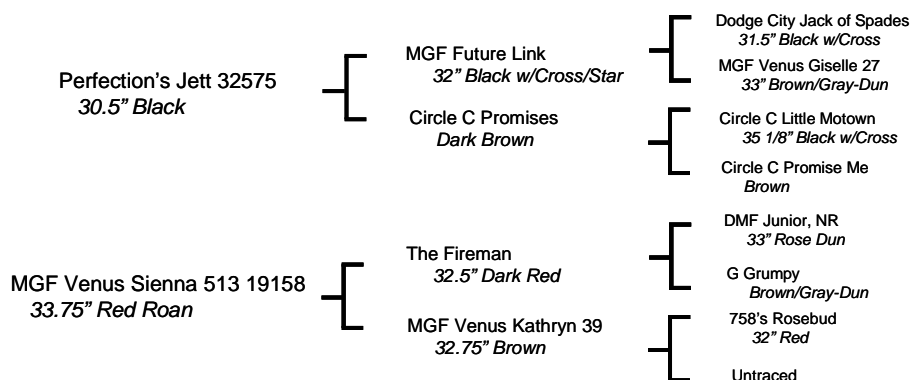 Perfection's Jett 32575
30.5" Black
MGF Future Link
32" Black w/Cross/Star
Circle C Promises
Dark Brown
Dodge City Jack of Spades
31.5" Black w/Cross
MGF Venus Giselle 27
33" Brown/Gray-Dun
Circle C Little Motown
35 1/8" Black w/Cross
Circle C Promise Me
Brown
MGF Venus Sienna 513 19158
33.75" Red Roan
The Fireman
32.5" Dark Red
MGF Venus Kathryn 39
32.75" Brown
DMF Junior, NR
33" Rose Dun
G Grumpy
Brown/Gray-Dun
758's Rosebud
32" Red
Untraced